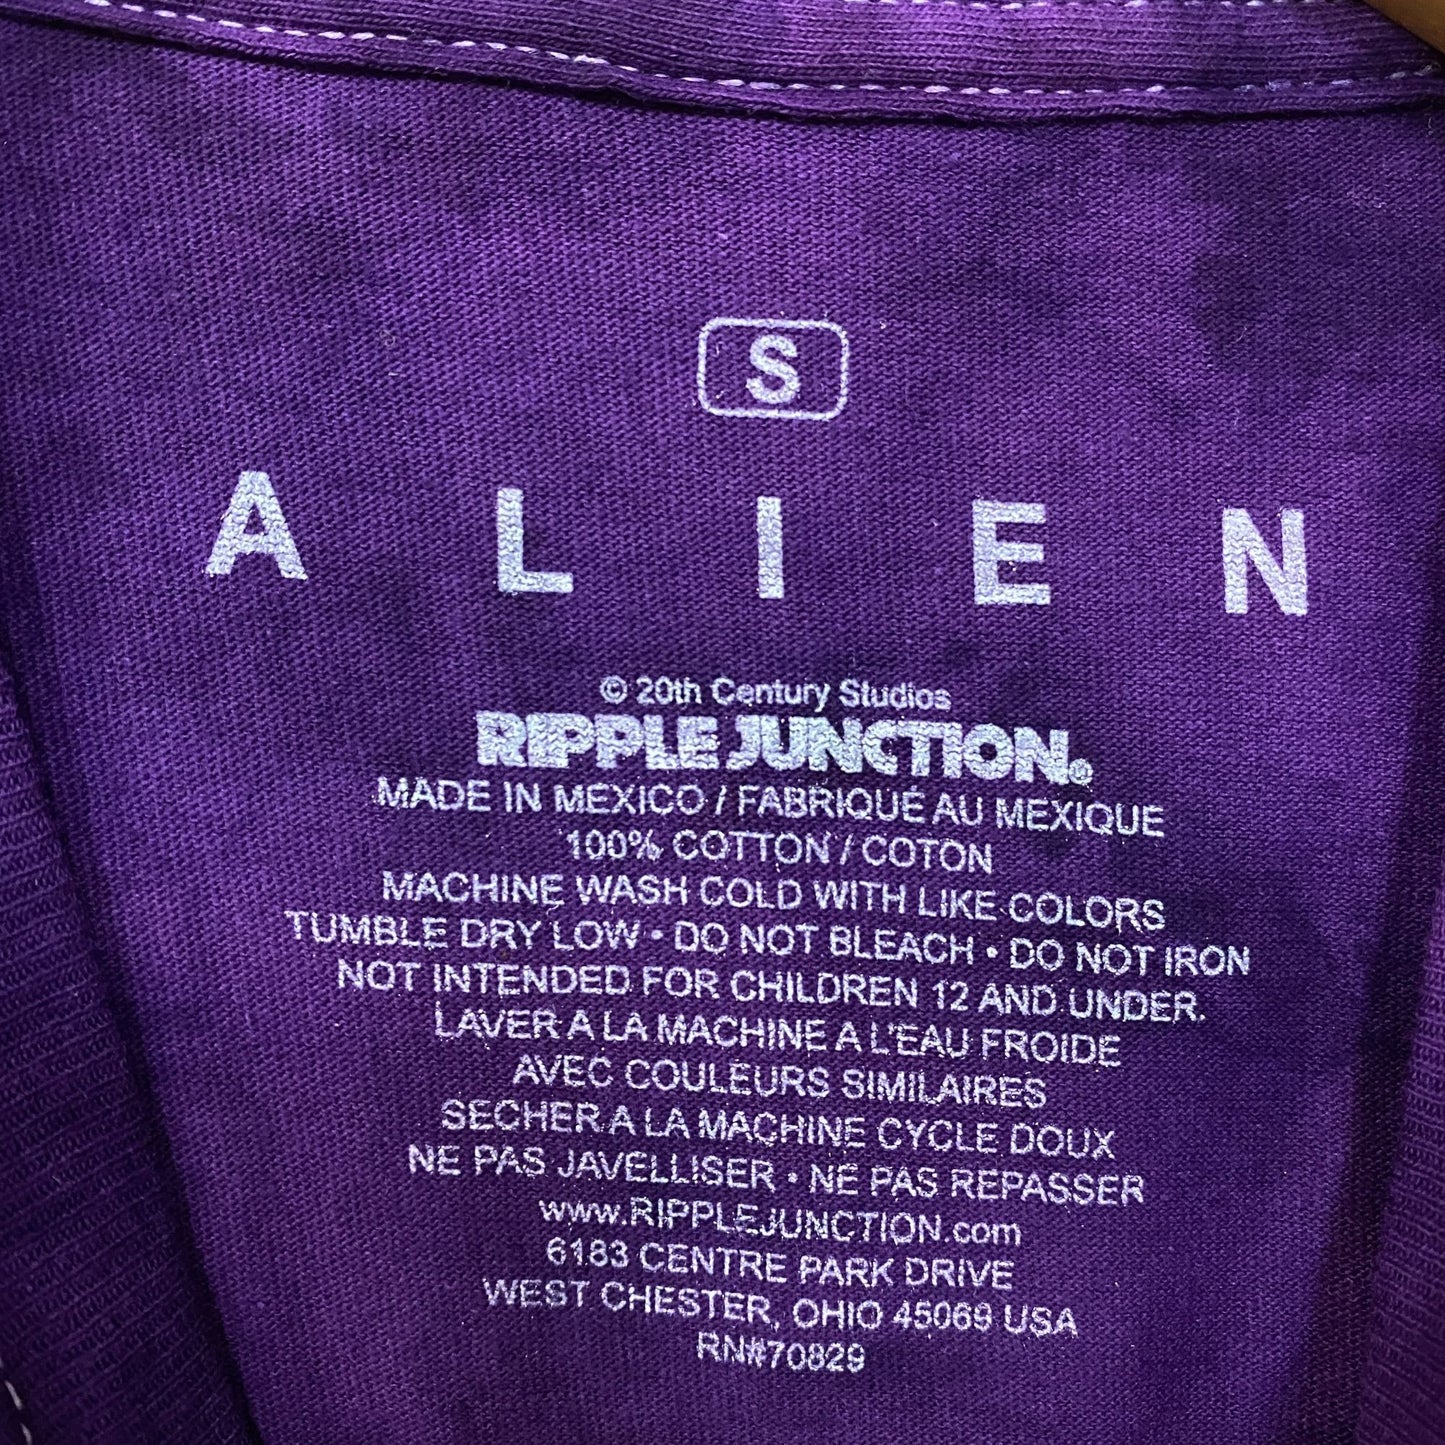 S
A L I E N
© 20th Century Studios
RIPPLE JUNCTION®
MADE IN MEXICO / FABRIQUÉ AU MEXIQUE
100% COTTON / COTON
MACHINE WASH COLD WITH LIKE COLORS
TUMBLE DRY LOW • DO NOT BLEACH • DO NOT IRON
NOT INTENDED FOR CHILDREN 12 AND UNDER.
LAVER A LA MACHINE A L'EAU FROIDE
AVEC COULEURS SIMILAIRES
SECHER A LA MACHINE CYCLE DOUX
NE PAS JAVELLISER • NE PAS REPASSER
www.RIPPLEJUNCTION.com
6183 CENTRE PARK DRIVE
WEST CHESTER, OHIO 45069 USA
RN#70829